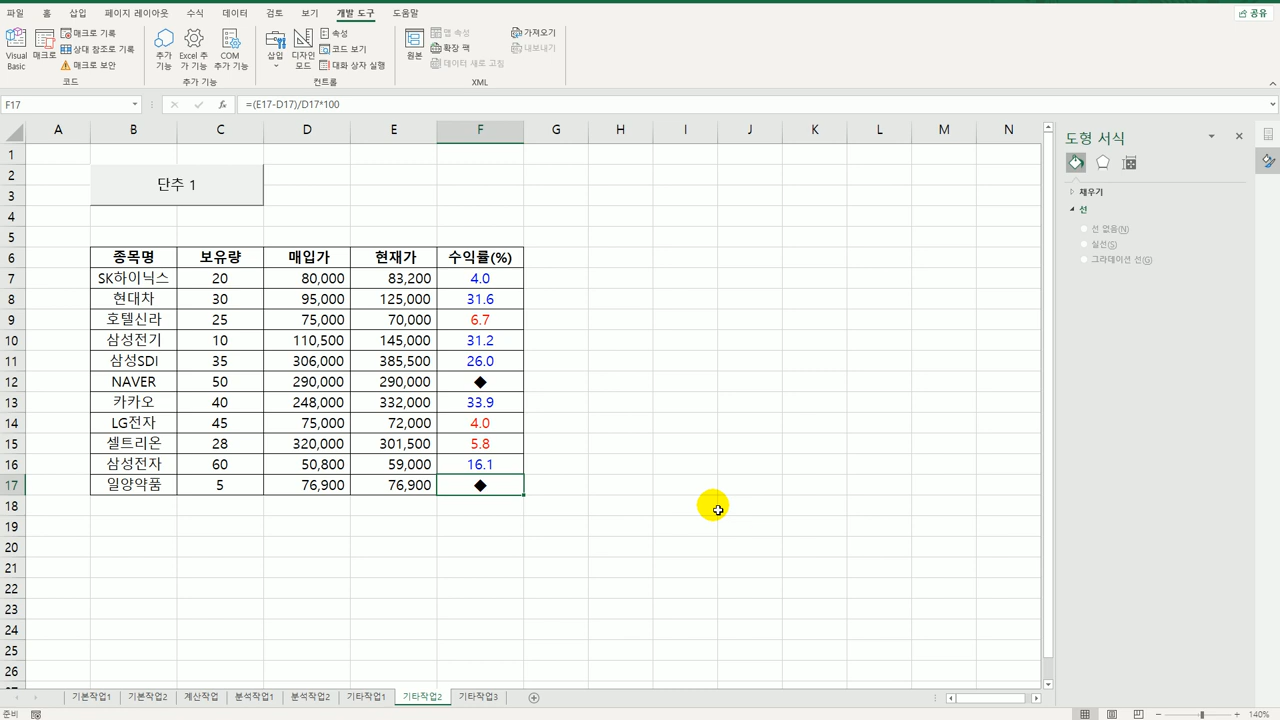 파일 홈 삽입 페이지 레이아웃 수식 데이터 검토 보기 개발 도구 도움말 공유
Visual Basic
매크로
매크로 기록
상대 참조로 기록
매크로 보안
코드
추가 기능
Excel 추가 기능
COM 추가 기능
추가 기능
삽입
디자인 모드
속성
코드 보기
대화 상자 실행
컨트롤
원본
맵 속성
확장 팩
데이터 새로 고침
가져오기
내보내기
XML
F17 fx =(E17-D17)/D17*100
A B C D E F G H I J K L M N
1
2 단추 1
3
4
5
6 종목명 보유량 매입가 현재가 수익률(%)
7 SK하이닉스 20 80,000 83,200 4.0
8 현대차 30 95,000 125,000 31.6
9 호텔신라 25 75,000 70,000 6.7
10 삼성전기 10 110,500 145,000 31.2
11 삼성SDI 35 306,000 385,500 26.0
12 NAVER 50 290,000 290,000 ◆
13 카카오 40 248,000 332,000 33.9
14 LG전자 45 75,000 72,000 4.0
15 셀트리온 28 320,000 301,500 5.8
16 삼성전자 60 50,800 59,000 16.1
17 일양약품 5 76,900 76,900 ◆
18
19
20
21
22
23
24
25
26
도형 서식
채우기
선
선 없음(N)
실선(S)
그라데이션 선(G)
기본작업1 기본작업2 계산작업 분석작업1 분석작업2 기타작업1 기타작업2 기타작업3
준비 140%